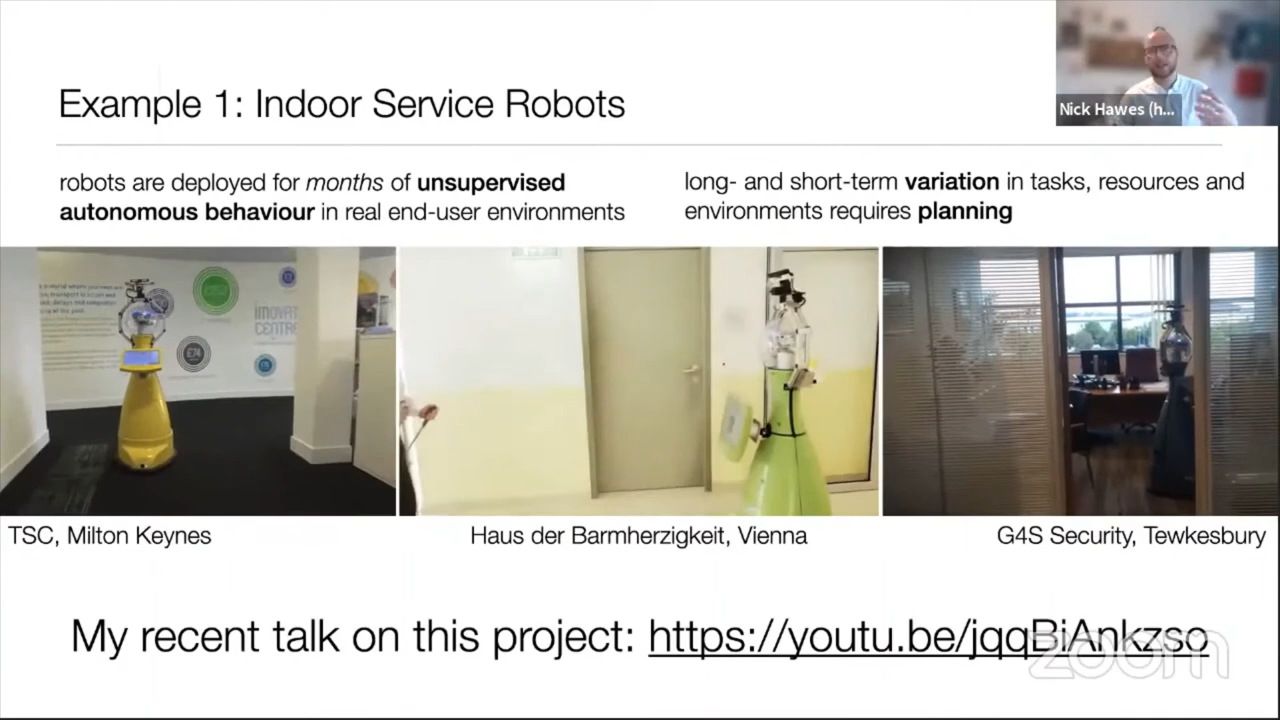 Example 1: Indoor Service Robots
Nick Hawes (h...
robots are deployed for months of unsupervised
autonomous behaviour in real end-user environments
long- and short-term variation in tasks, resources and
environments requires planning
TSC, Milton Keynes
Haus der Barmherzigkeit, Vienna
G4S Security, Tewkesbury
My recent talk on this project: https://youtu.be/jqqBiAnkzso
zoom